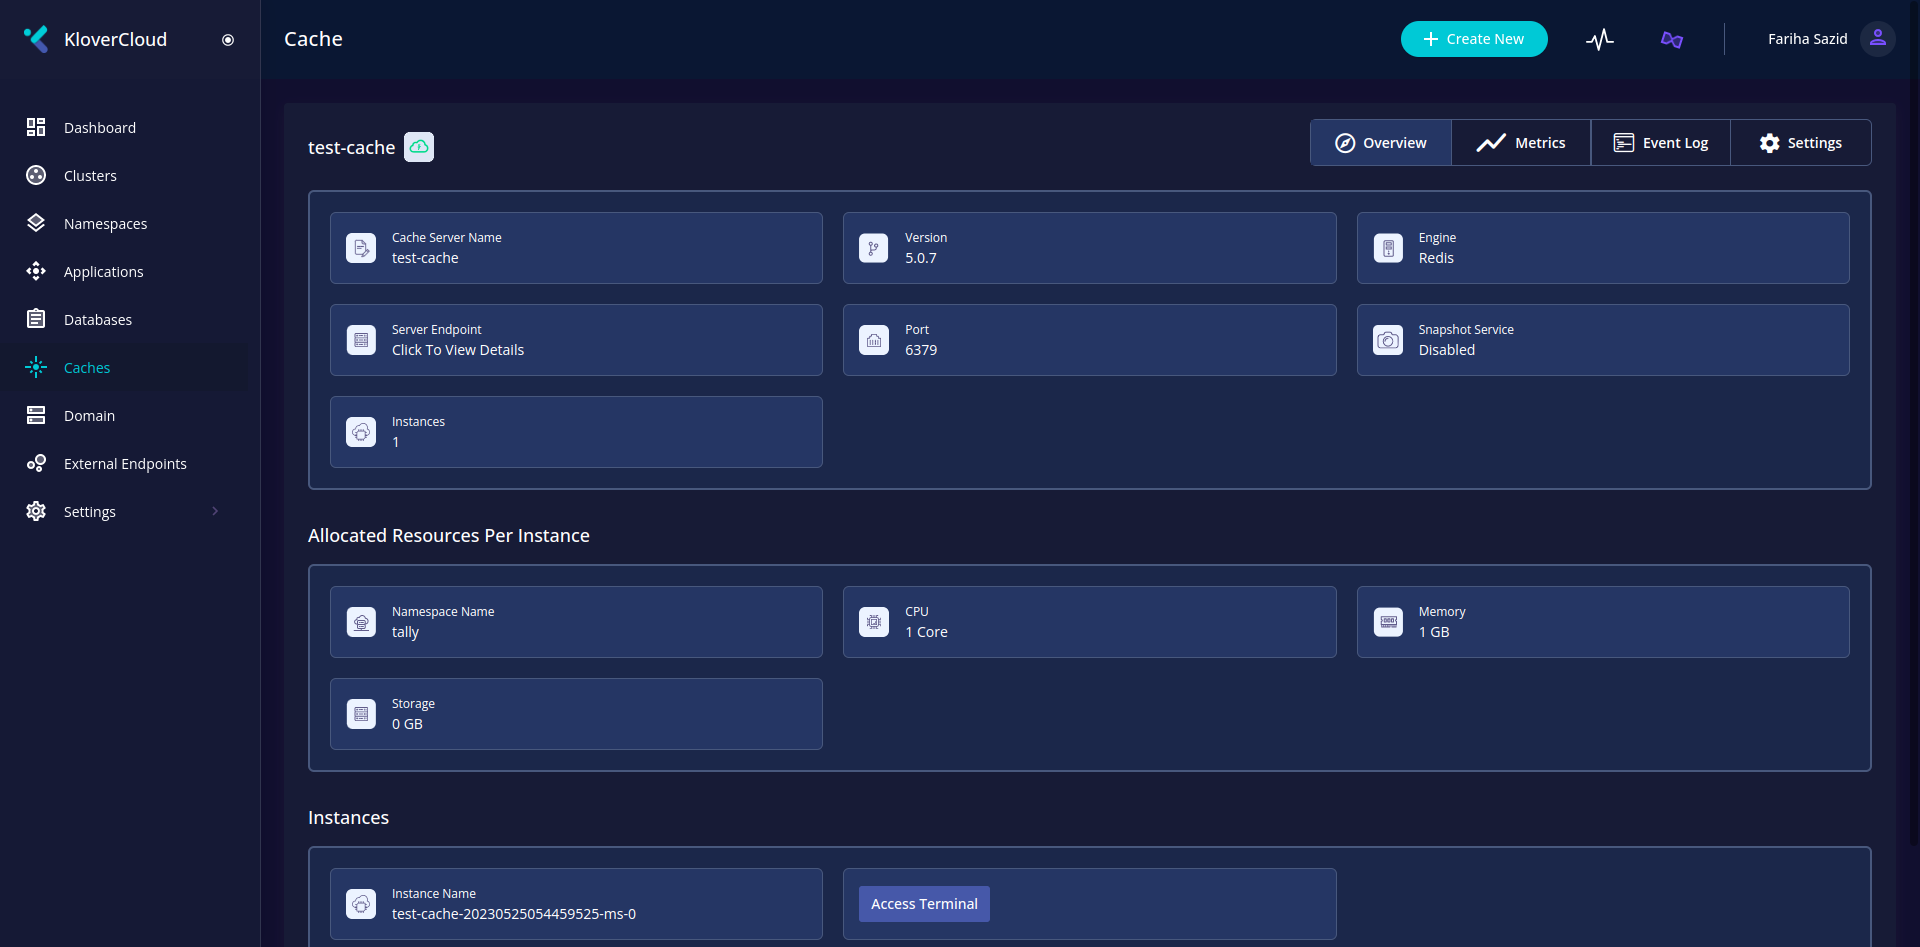 KloverCloud
Cache
Create New
Fariha Sazid
Dashboard
Clusters
Namespaces
Applications
Databases
Caches
Domain
External Endpoints
Settings
test-cache
Overview
Metrics
Event Log
Settings
Cache Server Name
test-cache
Version
5.0.7
Engine
Redis
Server Endpoint
Click To View Details
Port
6379
Snapshot Service
Disabled
Instances
1
Allocated Resources Per Instance
Namespace Name
tally
CPU
1 Core
Memory
1 GB
Storage
0 GB
Instances
Instance Name
test-cache-20230525054459525-ms-0
Access Terminal